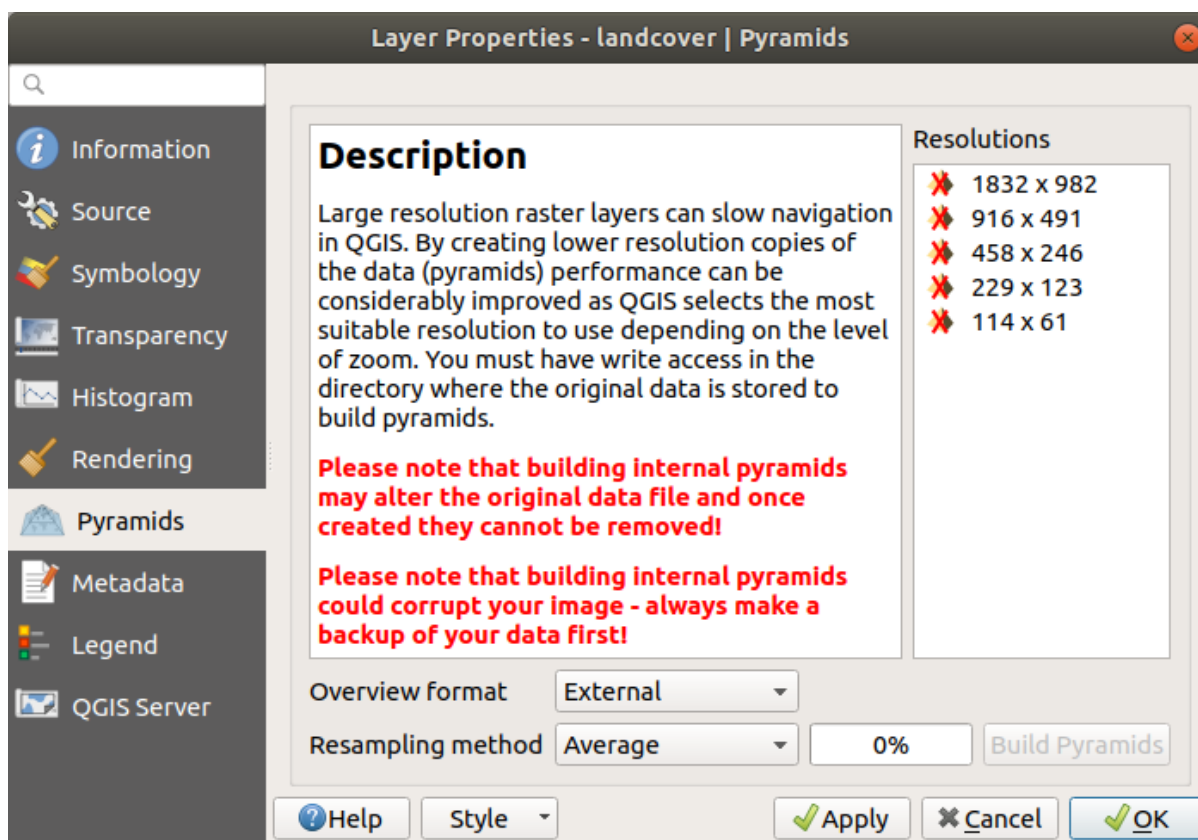 Layer Properties - landcover | Pyramids
Information
Source
Symbology
Transparency
Histogram
Rendering
Pyramids
Metadata
Legend
QGIS Server
Description
Large resolution raster layers can slow navigation
in QGIS. By creating lower resolution copies of
the data (pyramids) performance can be
considerably improved as QGIS selects the most
suitable resolution to use depending on the level
of zoom. You must have write access in the
directory where the original data is stored to
build pyramids.
Please note that building internal pyramids
may alter the original data file and once
created they cannot be removed!
Please note that building internal pyramids
could corrupt your image - always make a
backup of your data first!
Resolutions
1832 x 982
916 x 491
458 x 246
229 x 123
114 x 61
Overview format External
Resampling method Average 0% Build Pyramids
Help Style Apply Cancel OK